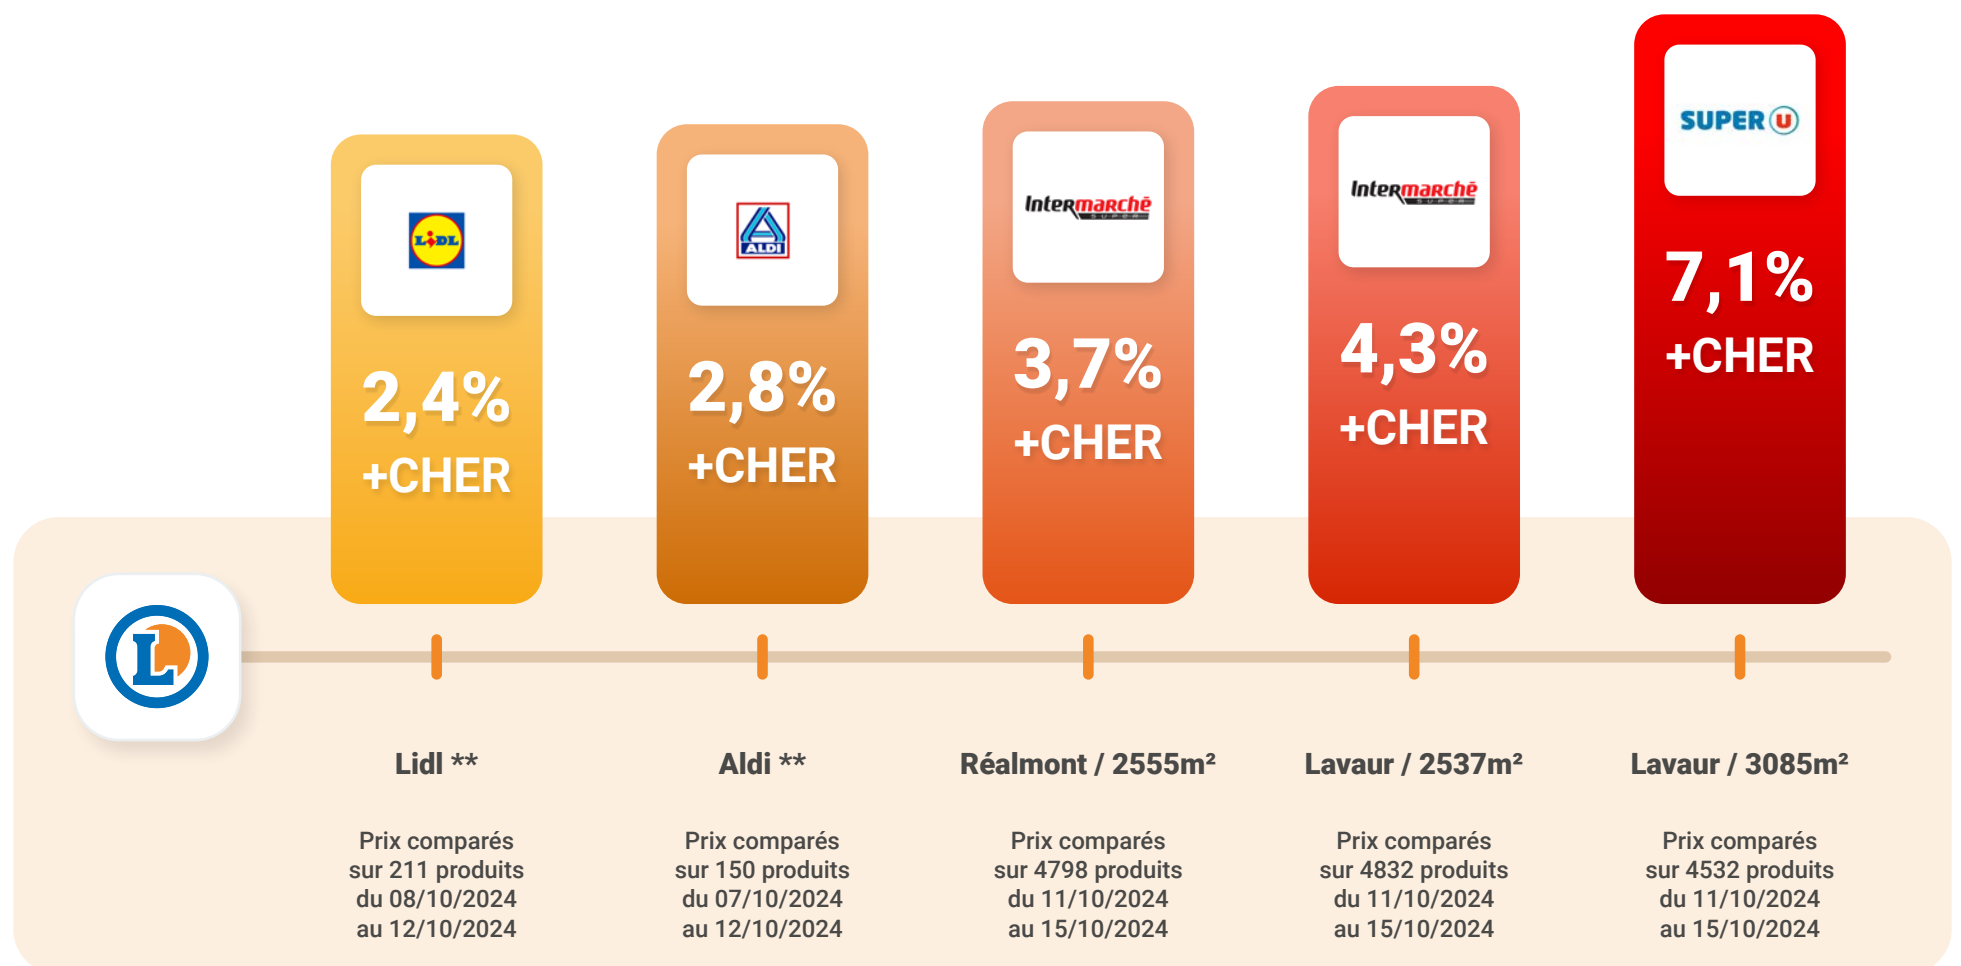 LIDL
2,4%
+CHER
ALDI
2,8%
+CHER
Intermarchē
SUPER
3,7%
+CHER
Intermarchē
SUPER
4,3%
+CHER
SUPER U
7,1%
+CHER
L
Lidl **
Prix comparés
sur 211 produits
du 08/10/2024
au 12/10/2024
Aldi **
Prix comparés
sur 150 produits
du 07/10/2024
au 12/10/2024
Réalmont / 2555m²
Prix comparés
sur 4798 produits
du 11/10/2024
au 15/10/2024
Lavaur / 2537m²
Prix comparés
sur 4832 produits
du 11/10/2024
au 15/10/2024
Lavaur / 3085m²
Prix comparés
sur 4532 produits
du 11/10/2024
au 15/10/2024